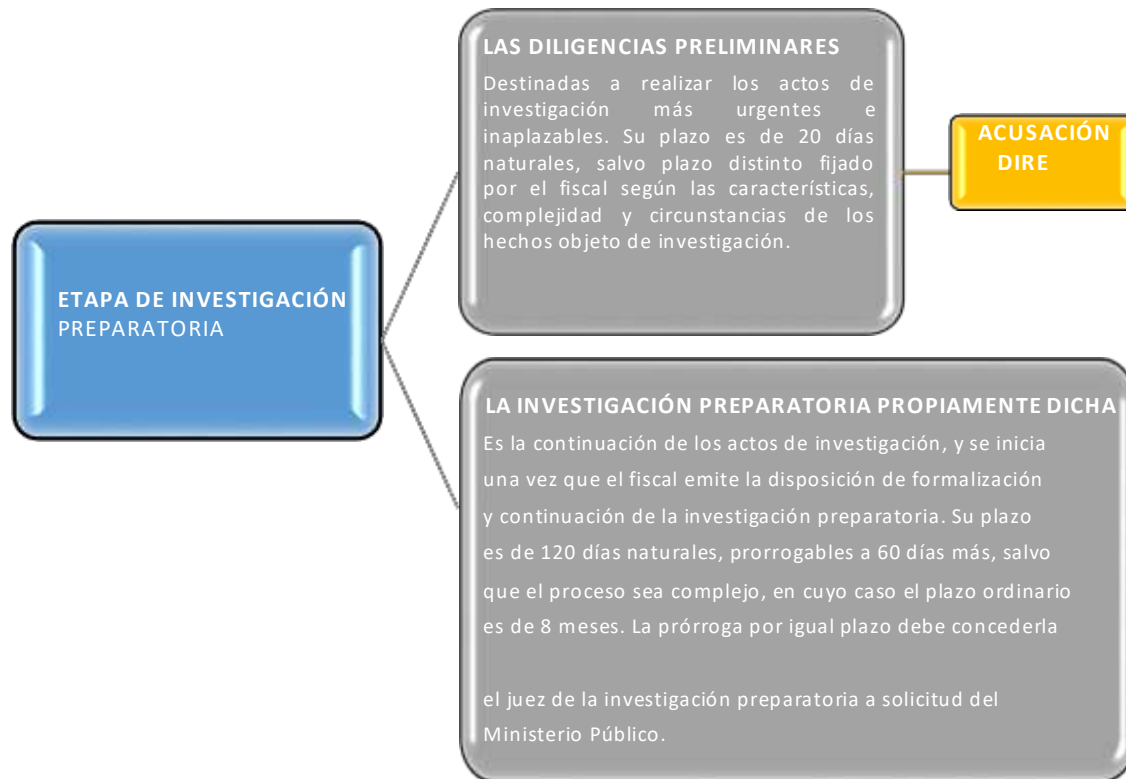 LAS DILIGENCIAS PRELIMINARES
Destinadas a realizar los actos de
investigación más urgentes e
inaplazables. Su plazo es de 20 días
naturales, salvo plazo distinto fijado
por el fiscal según las características,
complejidad y circunstancias de los
hechos objeto de investigación.
ACUSACIÓN
DIRE
ETAPA DE INVESTIGACIÓN
PREPARATORIA
LA INVESTIGACIÓN PREPARATORIA PROPIAMENTE DICHA
Es la continuación de los actos de investigación, y se inicia
una vez que el fiscal emite la disposición de formalización
y continuación de la investigación preparatoria. Su plazo
es de 120 días naturales, prorrogables a 60 días más, salvo
que el proceso sea complejo, en cuyo caso el plazo ordinario
es de 8 meses. La prórroga por igual plazo debe concederla
el juez de la investigación preparatoria a solicitud del
Ministerio Público.